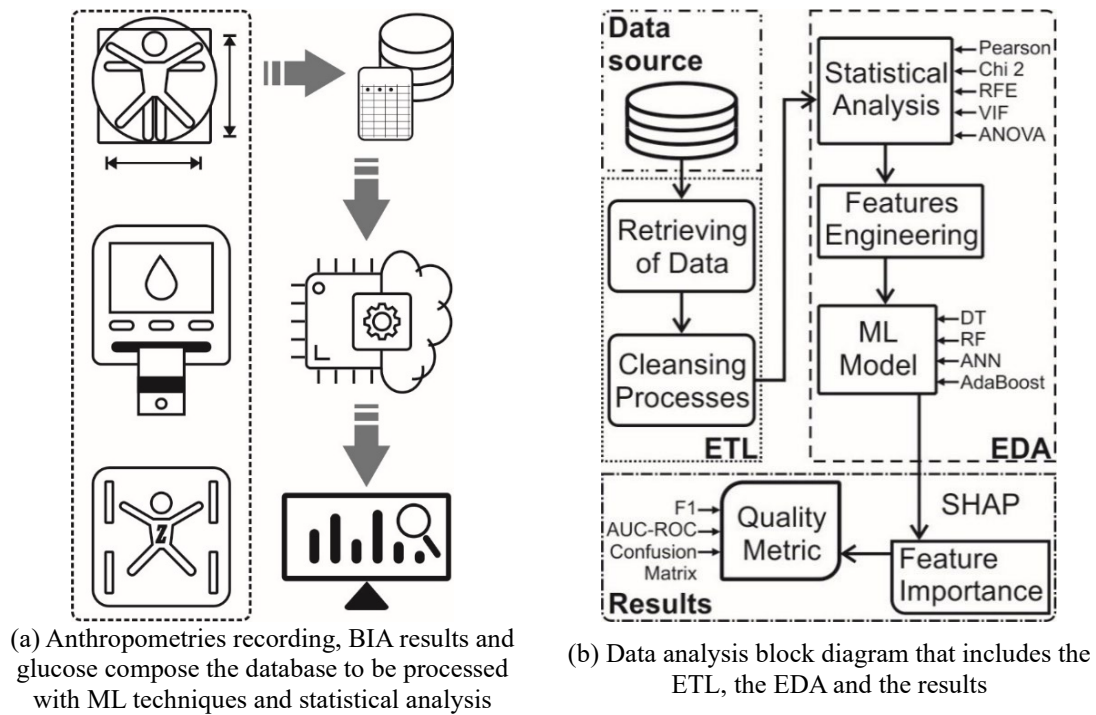 Z
(a) Anthropometries recording, BIA results and
glucose compose the database to be processed
with ML techniques and statistical analysis
Data
source
Retrieving
of Data
Cleansing
Processes
ETL
Statistical
Analysis
Pearson
Chi 2
RFE
VIF
ANOVA
Features
Engineering
ML
Model
DT
RF
ANN
AdaBoost
EDA
SHAP
Feature
Importance
Quality
Metric
F1
AUC-ROC
Confusion
Matrix
Results
(b) Data analysis block diagram that includes the
ETL, the EDA and the results